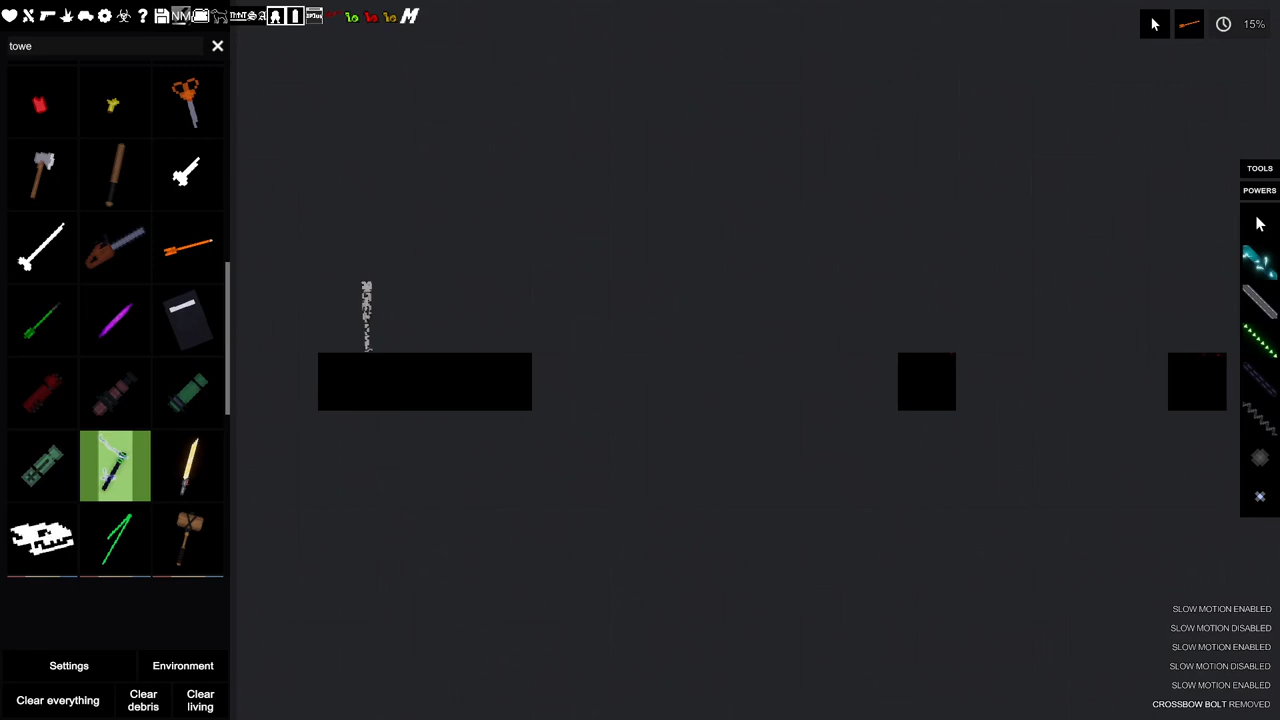 NM
15%
towe
TOOLS
POWERS
SLOW MOTION ENABLED
SLOW MOTION DISABLED
SLOW MOTION ENABLED
SLOW MOTION DISABLED
SLOW MOTION ENABLED
CROSSBOW BOLT REMOVED
Settings
Environment
Clear everything
Clear debris
Clear living